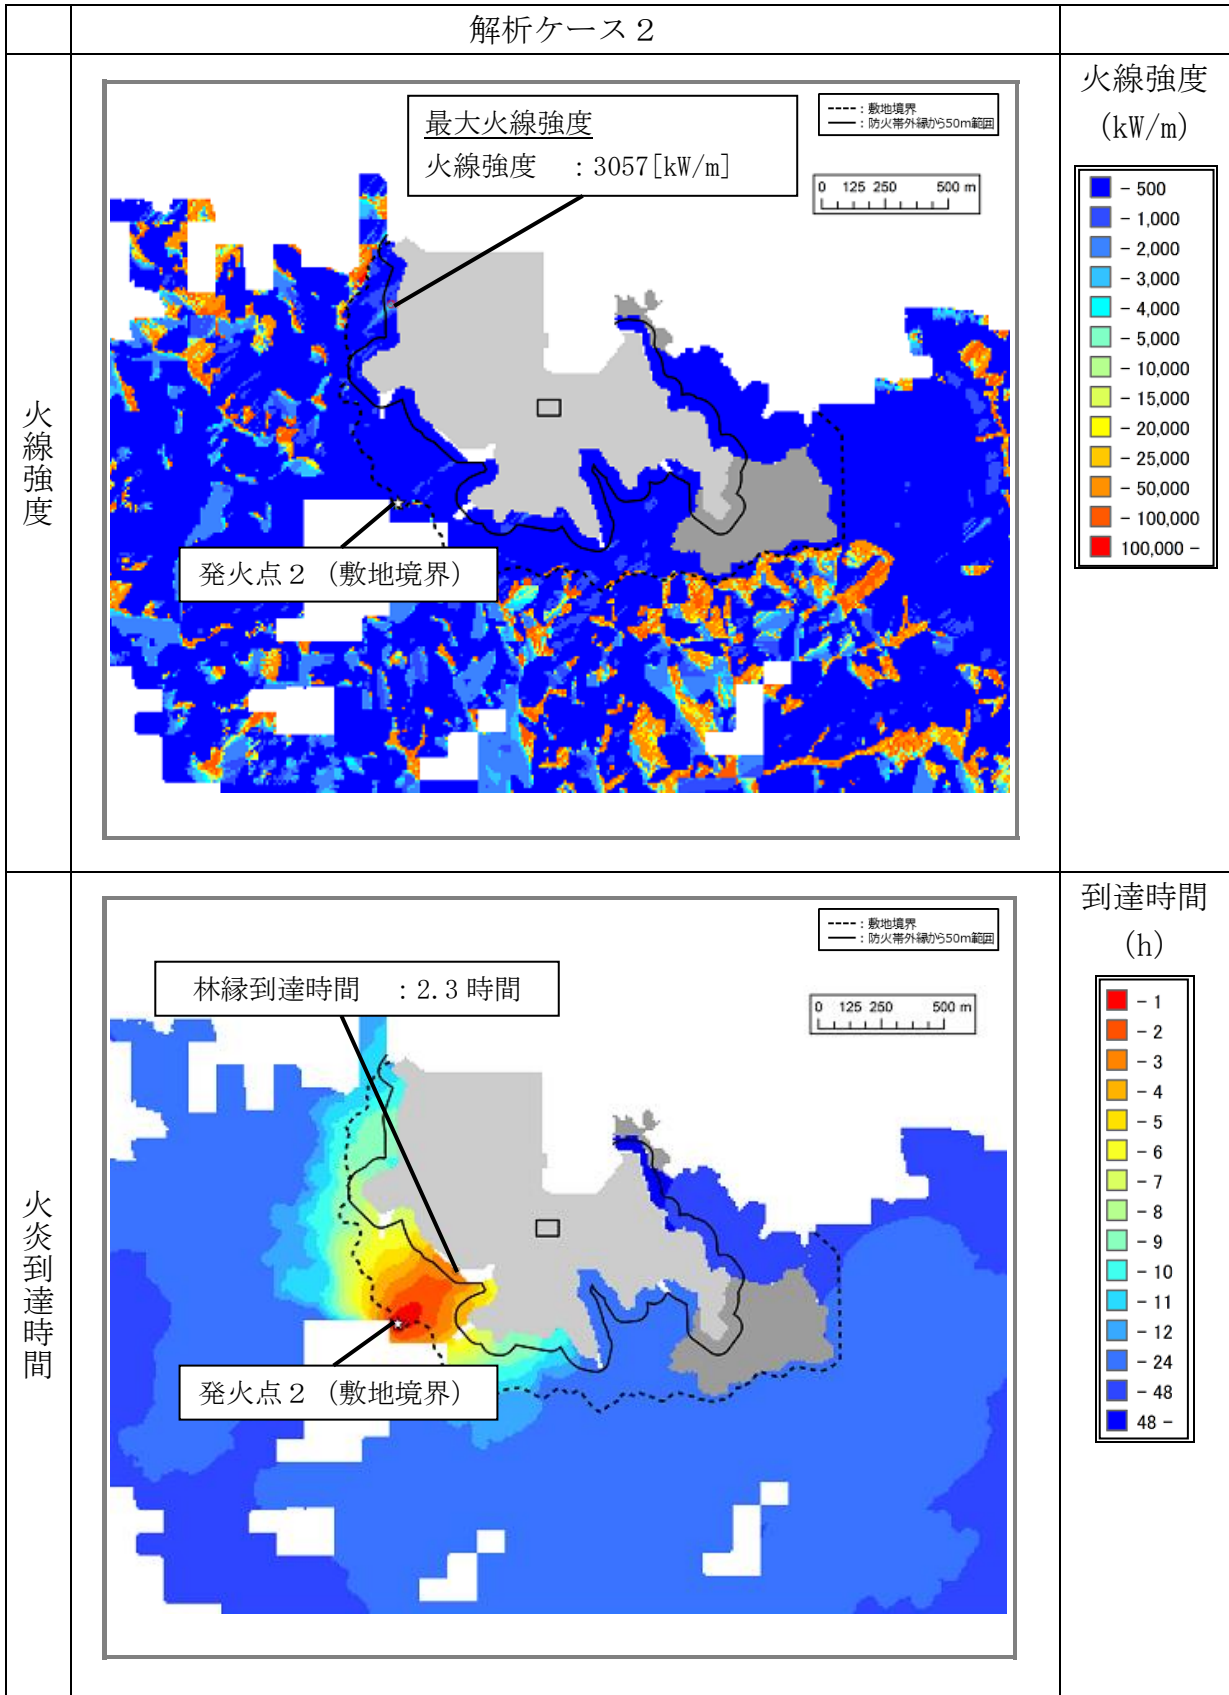 解析ケース2
火線強度
最大火線強度
火線強度 : 3057[kW/m]
----:敷地境界
―:防火帯外縁から50m範囲
0 125 250 500 m
発火点2(敷地境界)
火線強度
(kW/m)
- 500
- 1,000
- 2,000
- 3,000
- 4,000
- 5,000
- 10,000
- 15,000
- 20,000
- 25,000
- 50,000
- 100,000
100,000 -
火炎到達時間
林縁到達時間 :2.3時間
----:敷地境界
―:防火帯外縁から50m範囲
0 125 250 500 m
発火点2(敷地境界)
到達時間
(h)
- 1
- 2
- 3
- 4
- 5
- 6
- 7
- 8
- 9
- 10
- 11
- 12
- 24
- 48
48 -